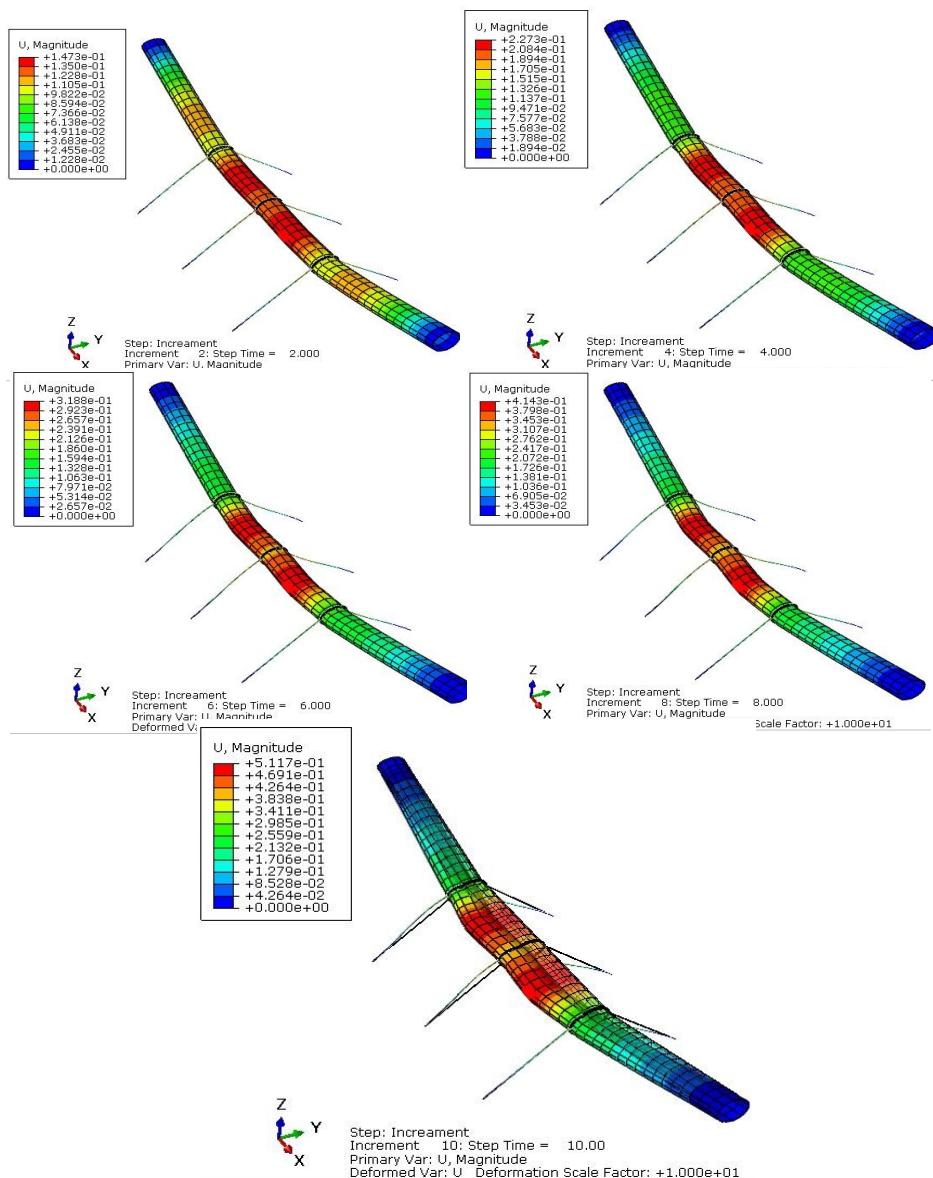 U, Magnitude
+1.473e-01
+1.350e-01
+1.228e-01
+1.105e-01
+9.822e-02
+8.594e-02
+7.366e-02
+6.138e-02
+4.911e-02
+3.683e-02
+2.455e-02
+1.228e-02
+0.000e+00
Z
Y
X
Step: Increament
Increment 2: Step Time = 2.000
Primary Var: U, Magnitude
U, Magnitude
+2.273e-01
+2.084e-01
+1.894e-01
+1.705e-01
+1.515e-01
+1.326e-01
+1.137e-01
+9.471e-02
+7.577e-02
+5.683e-02
+3.788e-02
+1.894e-02
+0.000e+00
Z
Y
X
Step: Increament
Increment 4: Step Time = 4.000
Primary Var: U, Magnitude
U, Magnitude
+3.188e-01
+2.923e-01
+2.657e-01
+2.391e-01
+2.126e-01
+1.860e-01
+1.594e-01
+1.328e-01
+1.063e-01
+7.971e-02
+5.314e-02
+2.657e-02
+0.000e+00
Z
Y
X
Step: Increament
Increment 6: Step Time = 6.000
Primary Var: U, Magnitude
Deformed Va
U, Magnitude
+4.143e-01
+3.798e-01
+3.453e-01
+3.107e-01
+2.762e-01
+2.417e-01
+2.072e-01
+1.726e-01
+1.381e-01
+1.036e-01
+6.905e-02
+3.453e-02
+0.000e+00
Z
Y
X
Step: Increament
Increment 8: Step Time = 8.000
Primary Var: U, Magnitude
Scale Factor: +1.000e+01
U, Magnitude
+5.117e-01
+4.691e-01
+4.264e-01
+3.838e-01
+3.411e-01
+2.985e-01
+2.559e-01
+2.132e-01
+1.706e-01
+1.279e-01
+8.528e-02
+4.264e-02
+0.000e+00
Z
Y
X
Step: Increament
Increment 10: Step Time = 10.00
Primary Var: U, Magnitude
Deformed Var: U Deformation Scale Factor: +1.000e+01